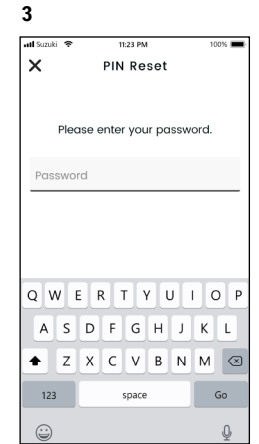 3
Suzuki 11:23 PM 100%
PIN Reset
Please enter your password.
Password
Q W E R T Y U I O P
A S D F G H J K L
Z X C V B N M
123 space Go